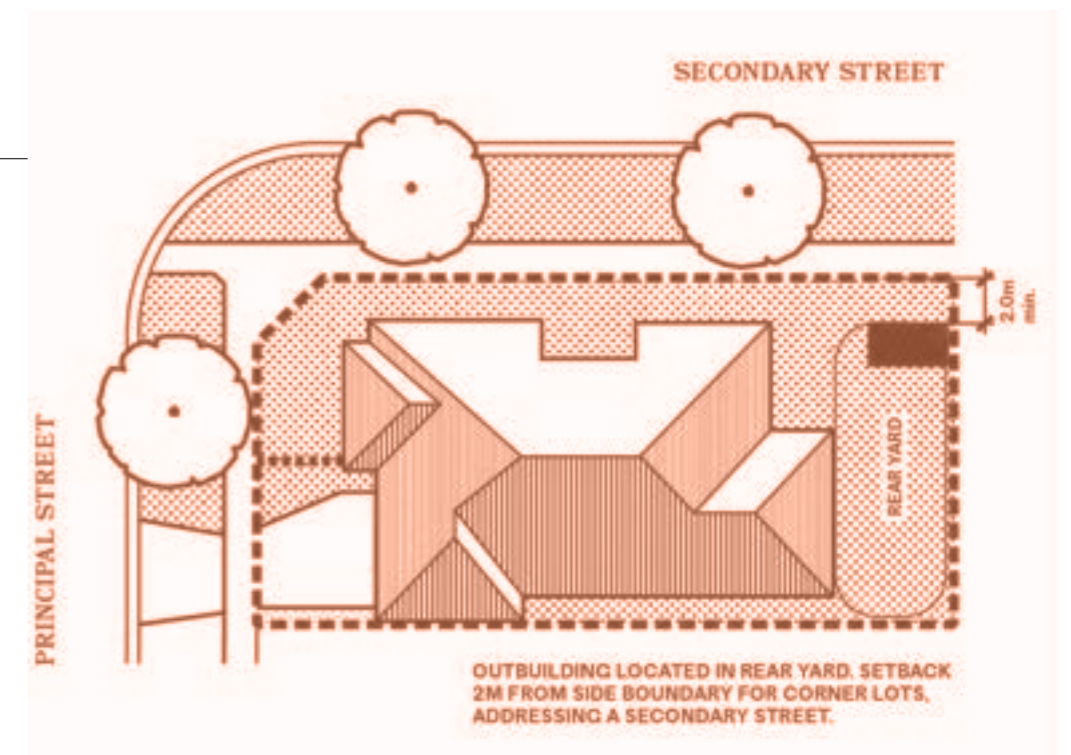 SECONDARY STREET
2.0m
min.
PRINCIPAL STREET
REAR YARD
OUTBUILDING LOCATED IN REAR YARD. SETBACK
2M FROM SIDE BOUNDARY FOR CORNER LOTS,
ADDRESSING A SECONDARY STREET.